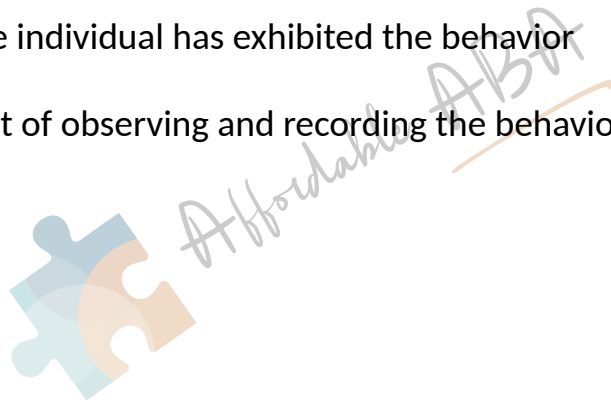 e individual has exhibited the behavior
t of observing and recording the behavio
Affordable ABA